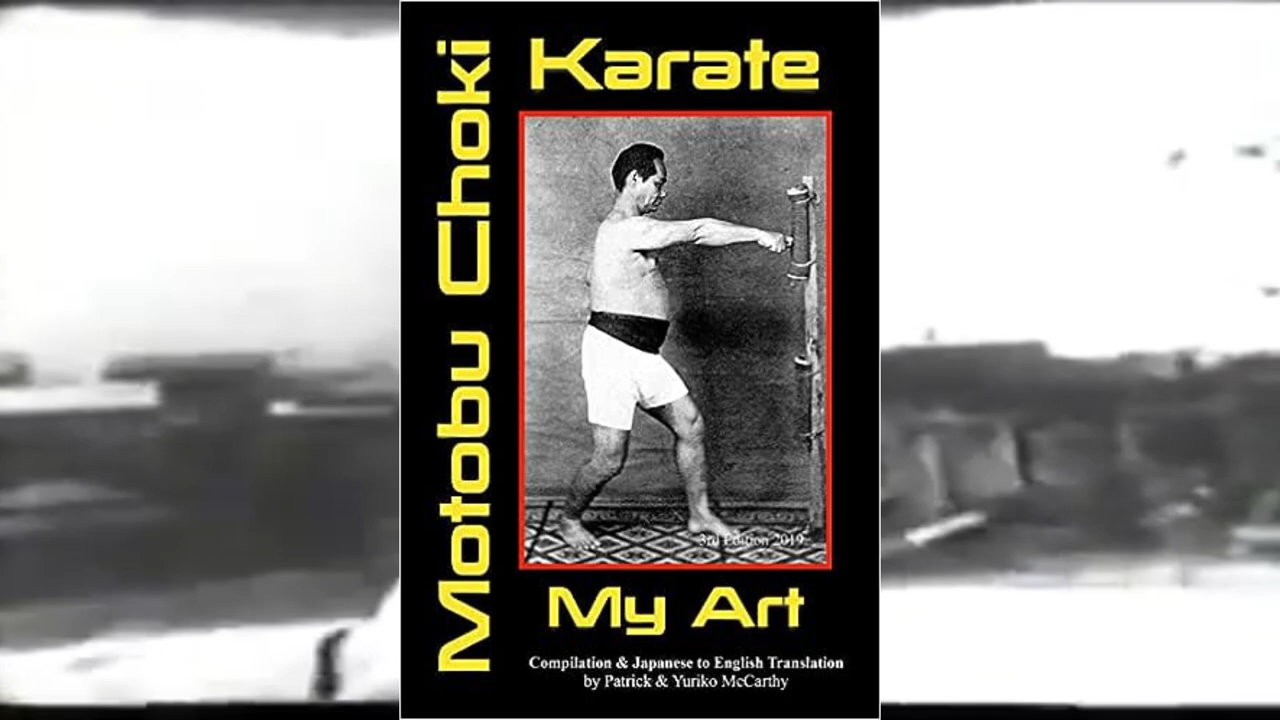 Motobu Choki
Karate
3rd Edition 2019
My Art
Compilation & Japanese to English Translation
by Patrick & Yuriko McCarthy